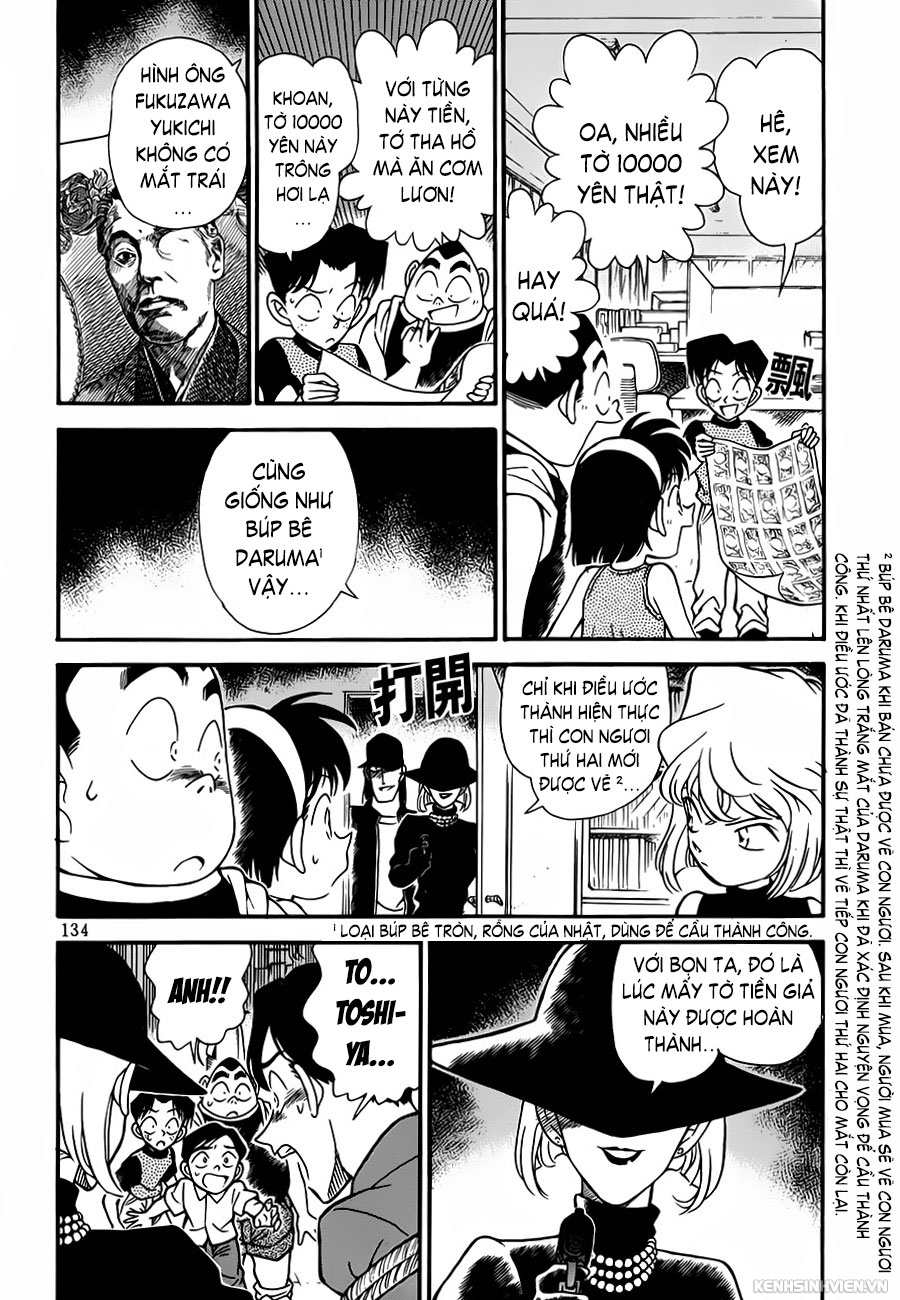 HÊ,
XEM
NÀY!
OA, NHIỀU
TỜ 10000
YÊN THẬT!
HAY
QUÁ!
飄
VỚI TỪNG
NÀY TIỀN,
TỚ THA HỒ
MÀ ĂN CƠM
LƯƠN!
KHOAN,
TỜ 10000
YÊN NÀY
TRÔNG
HƠI LẠ
...
HÌNH ÔNG
FUKUZAWA
YUKICHI
KHÔNG CÓ
MẮT TRÁI
...
CŨNG
GIỐNG NHƯ
BÚP BÊ
DARUMA¹
VẬY...
CHỈ KHI ĐIỀU ƯỚC
THÀNH HIỆN THỰC
THÌ CON NGƯƠI
THỨ HAI MỚI
ĐƯỢC VẼ ²...
打開
134
¹ LOẠI BÚP BÊ TRÒN, RỖNG CỦA NHẬT, DÙNG ĐỂ CẦU THÀNH CÔNG.
VỚI BỌN TA, ĐÓ LÀ
LÚC MẤY TỜ TIỀN GIẢ
NÀY ĐƯỢC HOÀN
THÀNH...
TO...
TOSHI-
YA...
ANH!!
² BÚP BÊ DARUMA KHI BÁN CHƯA ĐƯỢC VẼ CON NGƯƠI. SAU KHI MUA, NGƯỜI MUA SẼ VẼ CON NGƯƠI
THỨ NHẤT LÊN LÒNG TRẮNG MẮT CỦA DARUMA KHI ĐÃ XÁC ĐỊNH NGUYỆN VỌNG ĐỂ CẦU THÀNH
CÔNG. KHI ĐIỀU ƯỚC ĐÃ THÀNH SỰ THẬT THÌ VẼ TIẾP CON NGƯƠI THỨ HAI CHO MẮT CÒN LẠI.
KENHSINHVIEN.VN